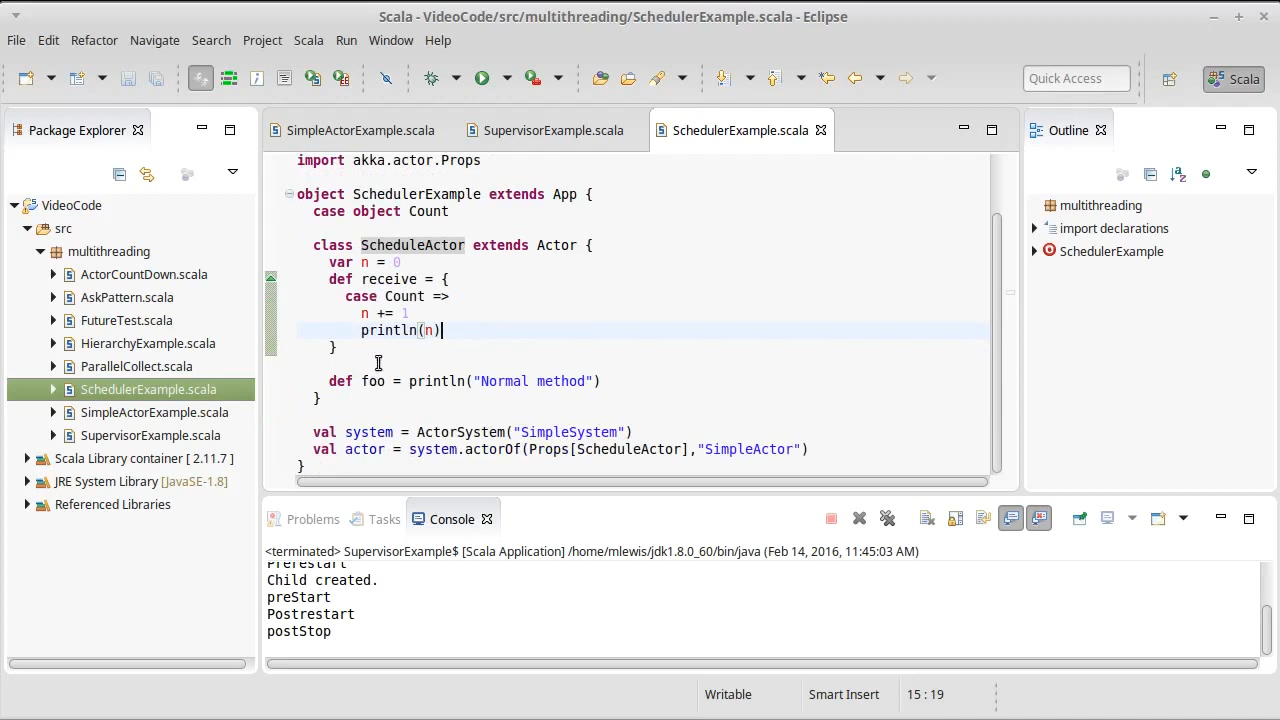 Scala - VideoCode/src/multithreading/SchedulerExample.scala - Eclipse
File Edit Refactor Navigate Search Project Scala Run Window Help
Quick Access
Scala
Package Explorer
VideoCode
src
multithreading
ActorCountDown.scala
AskPattern.scala
FutureTest.scala
HierarchyExample.scala
ParallelCollect.scala
SchedulerExample.scala
SimpleActorExample.scala
SupervisorExample.scala
Scala Library container [ 2.11.7 ]
JRE System Library [JavaSE-1.8]
Referenced Libraries
SimpleActorExample.scala SupervisorExample.scala SchedulerExample.scala
import akka.actor.Props
object SchedulerExample extends App {
case object Count
class ScheduleActor extends Actor {
var n = 0
def receive = {
case Count =>
n += 1
println(n)
}
def foo = println("Normal method")
}
val system = ActorSystem("SimpleSystem")
val actor = system.actorOf(Props[ScheduleActor],"SimpleActor")
}
Outline
multithreading
import declarations
SchedulerExample
Problems Tasks Console
<terminated> SupervisorExample$ [Scala Application] /home/mlewis/jdk1.8.0_60/bin/java (Feb 14, 2016, 11:45:03 AM)
Prerestart
Child created.
preStart
Postrestart
postStop
Writable Smart Insert 15 : 19